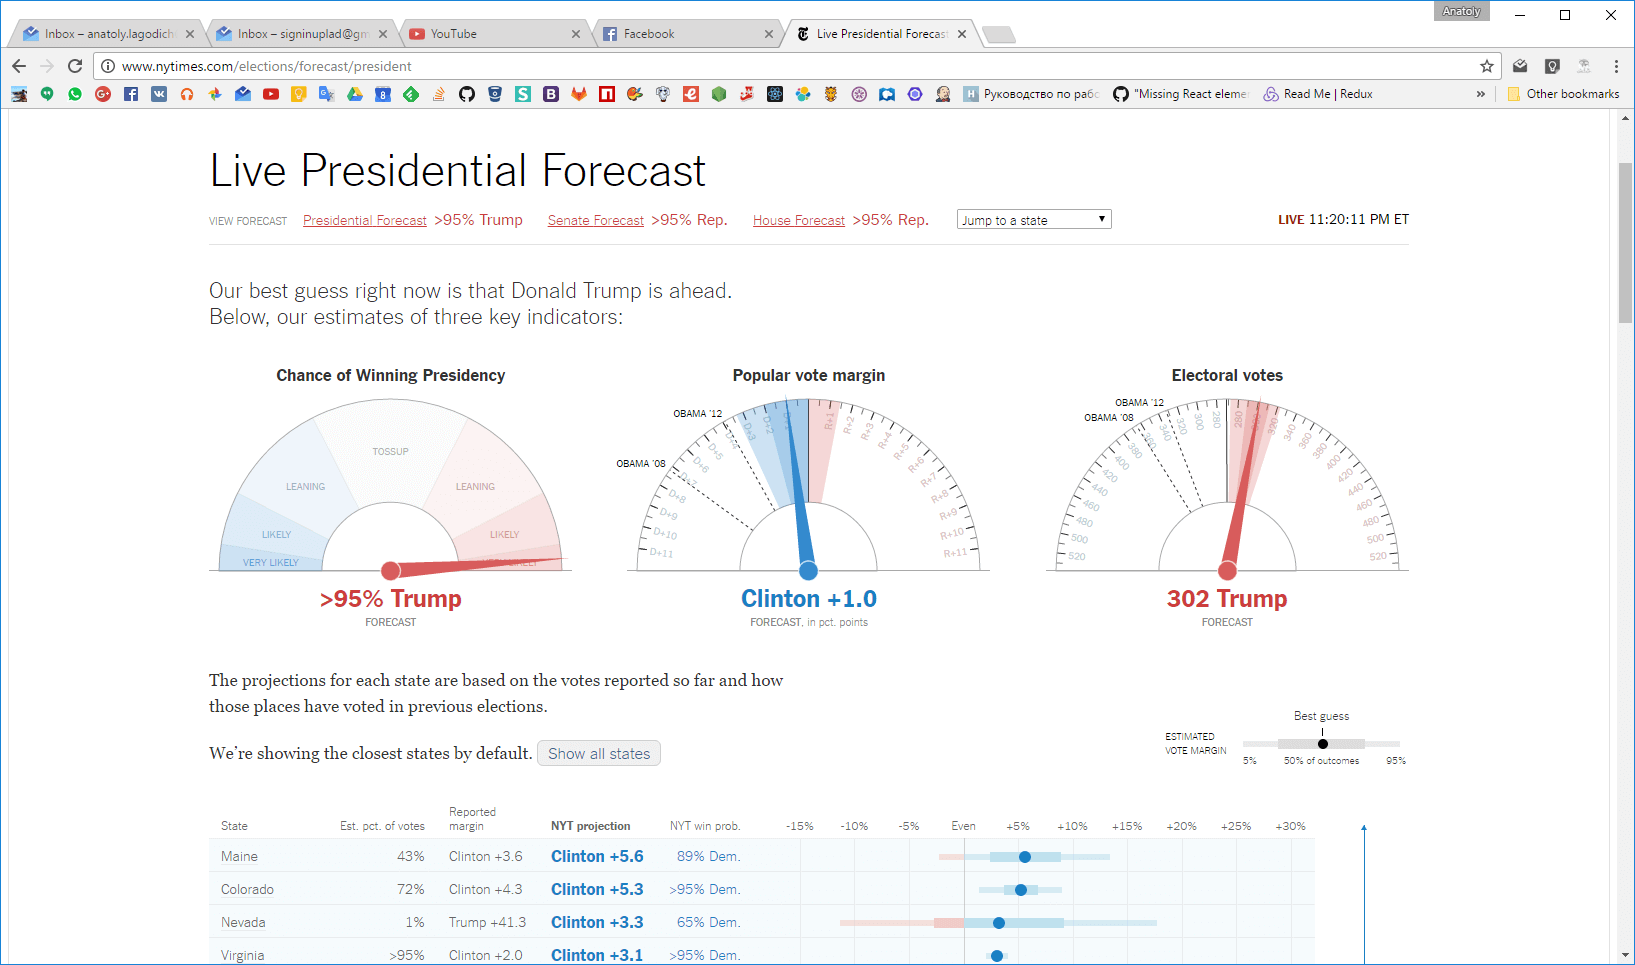 Anatoly
Inbox – anatoly.lagodich
Inbox – signinuplad@gm
YouTube
Facebook
Live Presidential Forecast
www.nytimes.com/elections/forecast/president
Руководство по рабо
"Missing React elemen
Read Me | Redux
»
Other bookmarks
Live Presidential Forecast
VIEW FORECAST
Presidential Forecast >95% Trump
Senate Forecast >95% Rep.
House Forecast >95% Rep.
Jump to a state
LIVE 11:20:11 PM ET
Our best guess right now is that Donald Trump is ahead.
Below, our estimates of three key indicators:
Chance of Winning Presidency
TOSSUP
LEANING
LEANING
LIKELY
LIKELY
VERY LIKELY
VERY LIKELY
>95% Trump
FORECAST
Popular vote margin
OBAMA '12
OBAMA '08
D+11
D+10
D+9
D+8
D+7
D+6
D+5
D+4
D+3
D+2
D+1
R+1
R+2
R+3
R+4
R+5
R+6
R+7
R+8
R+9
R+10
R+11
Clinton +1.0
FORECAST, in pct. points
Electoral votes
OBAMA '12
OBAMA '08
520
500
480
460
440
420
400
380
360
340
320
300
280
280
320
340
360
380
400
420
440
460
480
500
520
302 Trump
FORECAST
The projections for each state are based on the votes reported so far and how
those places have voted in previous elections.
We're showing the closest states by default. Show all states
Best guess
ESTIMATED
VOTE MARGIN
5% 50% of outcomes 95%
State Est. pct. of votes Reported margin NYT projection NYT win prob. -15% -10% -5% Even +5% +10% +15% +20% +25% +30%
Maine 43% Clinton +3.6 Clinton +5.6 89% Dem.
Colorado 72% Clinton +4.3 Clinton +5.3 >95% Dem.
Nevada 1% Trump +41.3 Clinton +3.3 65% Dem.
Virginia >95% Clinton +2.0 Clinton +3.1 >95% Dem.